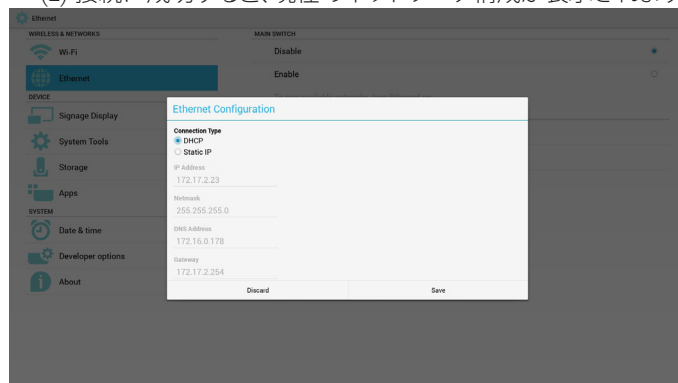 Ethernet
WIRELESS & NETWORKS
Wi-Fi
Ethernet
DEVICE
Signage Display
System Tools
Storage
Apps
SYSTEM
Date & time
Developer options
About
MAIN SWITCH
Disable
Enable
Ethernet Configuration
Connection Type
DHCP
Static IP
IP Address
172.17.2.23
Netmask
255.255.255.0
DNS Address
172.16.0.178
Gateway
172.17.2.254
Discard
Save